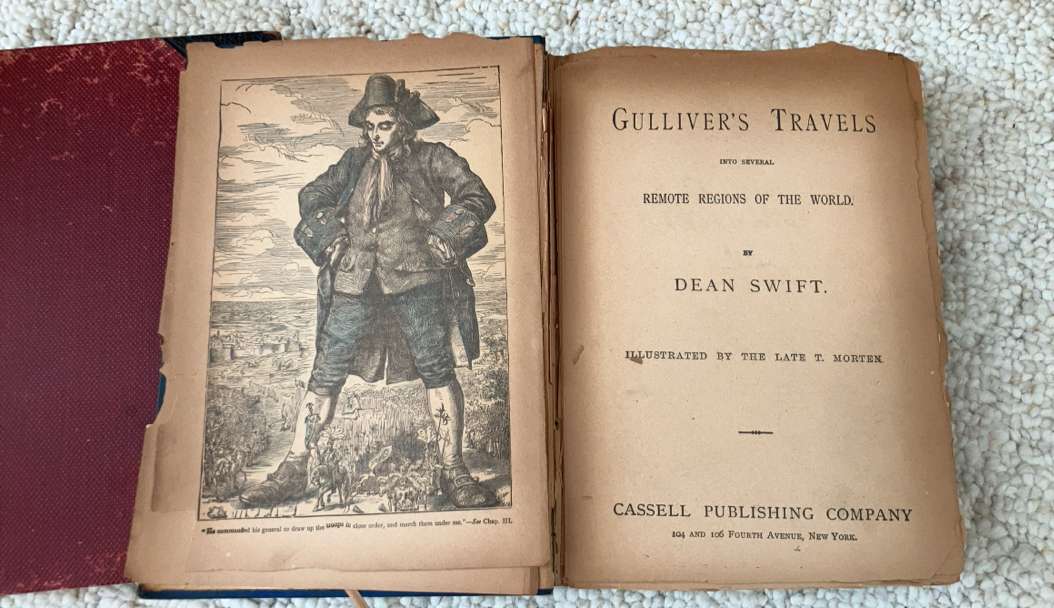 "He commanded his general to draw up the troops in close order, and march them under me."—See Chap. III.
GULLIVER'S TRAVELS
INTO SEVERAL
REMOTE REGIONS OF THE WORLD.
BY
DEAN SWIFT.
ILLUSTRATED BY THE LATE T. MORTEN.
CASSELL PUBLISHING COMPANY
104 AND 106 FOURTH AVENUE, NEW YORK.